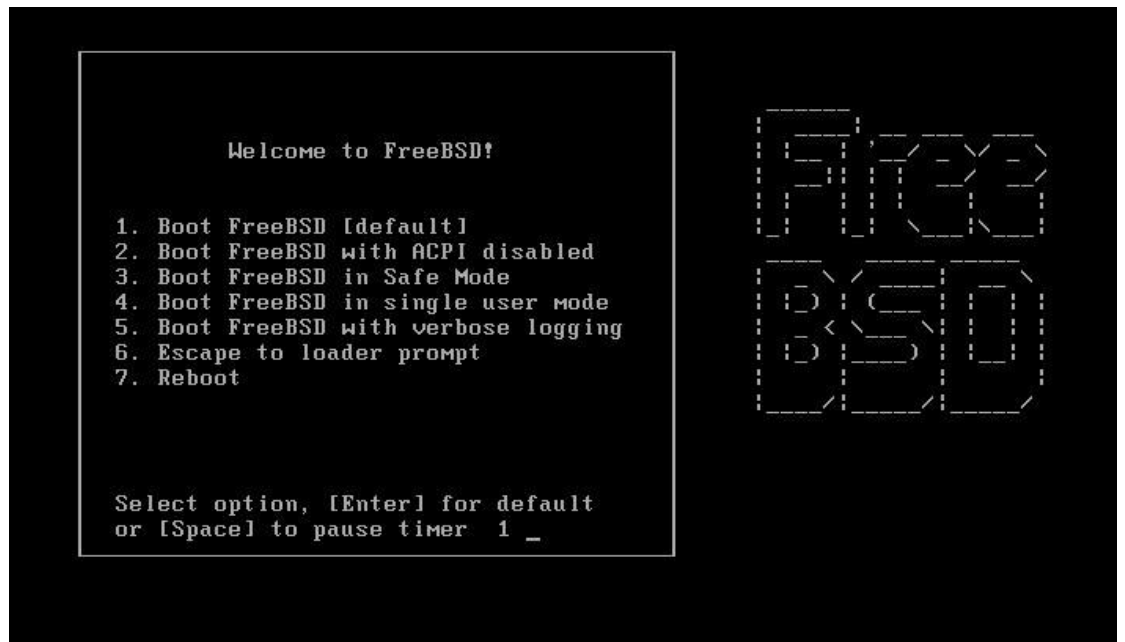 Welcome to FreeBSD!
1. Boot FreeBSD [default]
2. Boot FreeBSD with ACPI disabled
3. Boot FreeBSD in Safe Mode
4. Boot FreeBSD in single user mode
5. Boot FreeBSD with verbose logging
6. Escape to loader prompt
7. Reboot
Select option, [Enter] for default
or [Space] to pause timer  1 _
Free
BSD